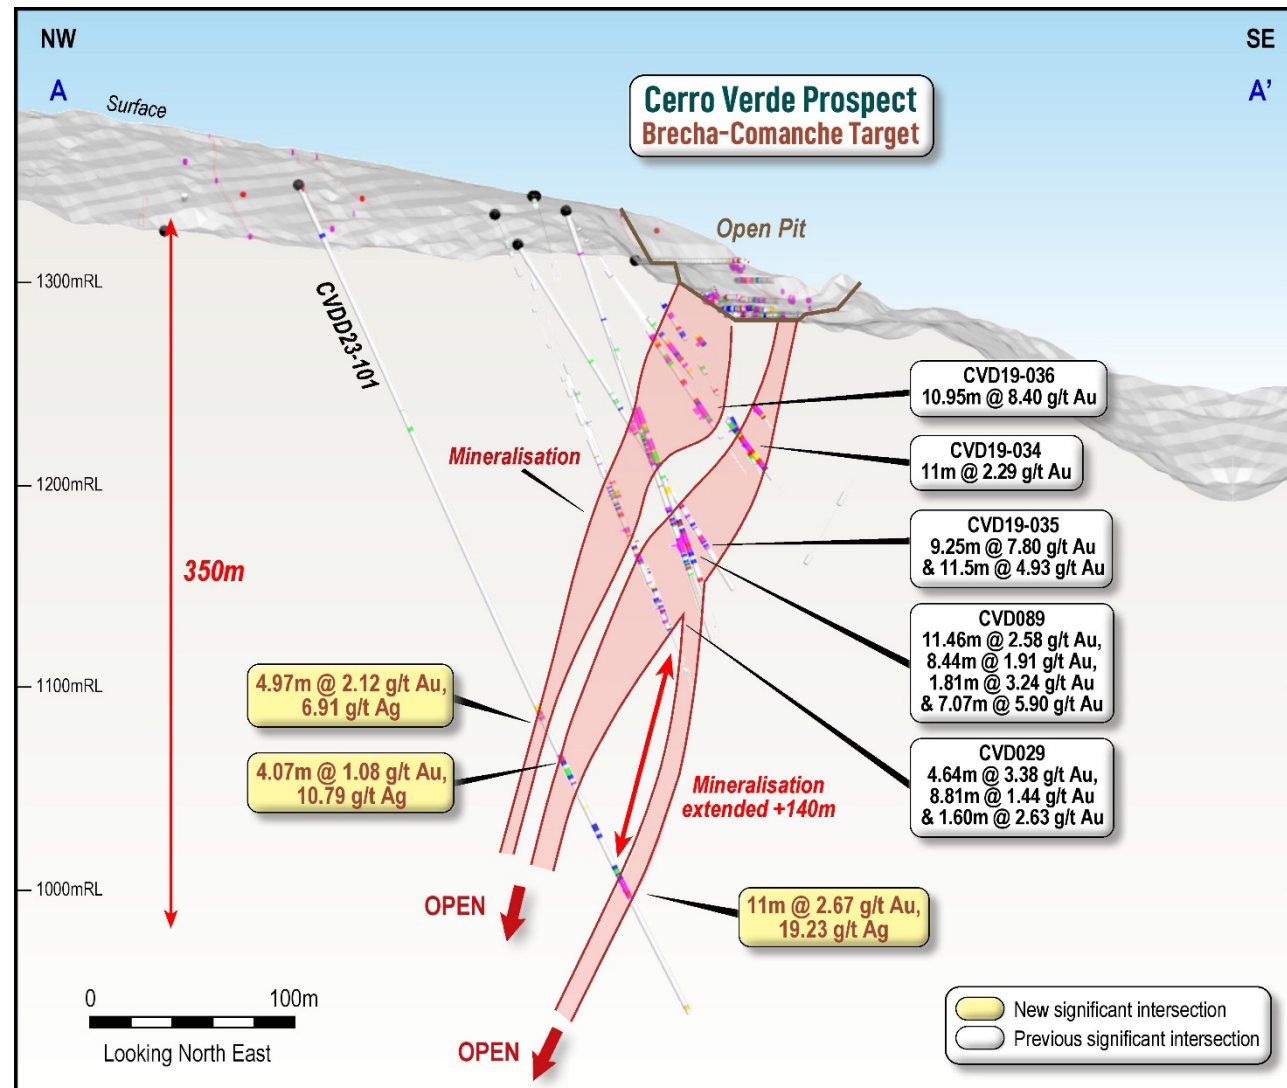 NW
SE
A
A'
Surface
Cerro Verde Prospect
Brecha-Comanche Target
Open Pit
1300mRL
CVDD23-101
CVD19-036
10.95m @ 8.40 g/t Au
CVD19-034
11m @ 2.29 g/t Au
Mineralisation
1200mRL
CVD19-035
9.25m @ 7.80 g/t Au
& 11.5m @ 4.93 g/t Au
350m
CVD089
11.46m @ 2.58 g/t Au,
8.44m @ 1.91 g/t Au,
1.81m @ 3.24 g/t Au
& 7.07m @ 5.90 g/t Au
1100mRL
4.97m @ 2.12 g/t Au,
6.91 g/t Ag
4.07m @ 1.08 g/t Au,
10.79 g/t Ag
CVD029
4.64m @ 3.38 g/t Au,
8.81m @ 1.44 g/t Au
& 1.60m @ 2.63 g/t Au
Mineralisation
extended +140m
1000mRL
OPEN
11m @ 2.67 g/t Au,
19.23 g/t Ag
0 100m
Looking North East
OPEN
New significant intersection
Previous significant intersection